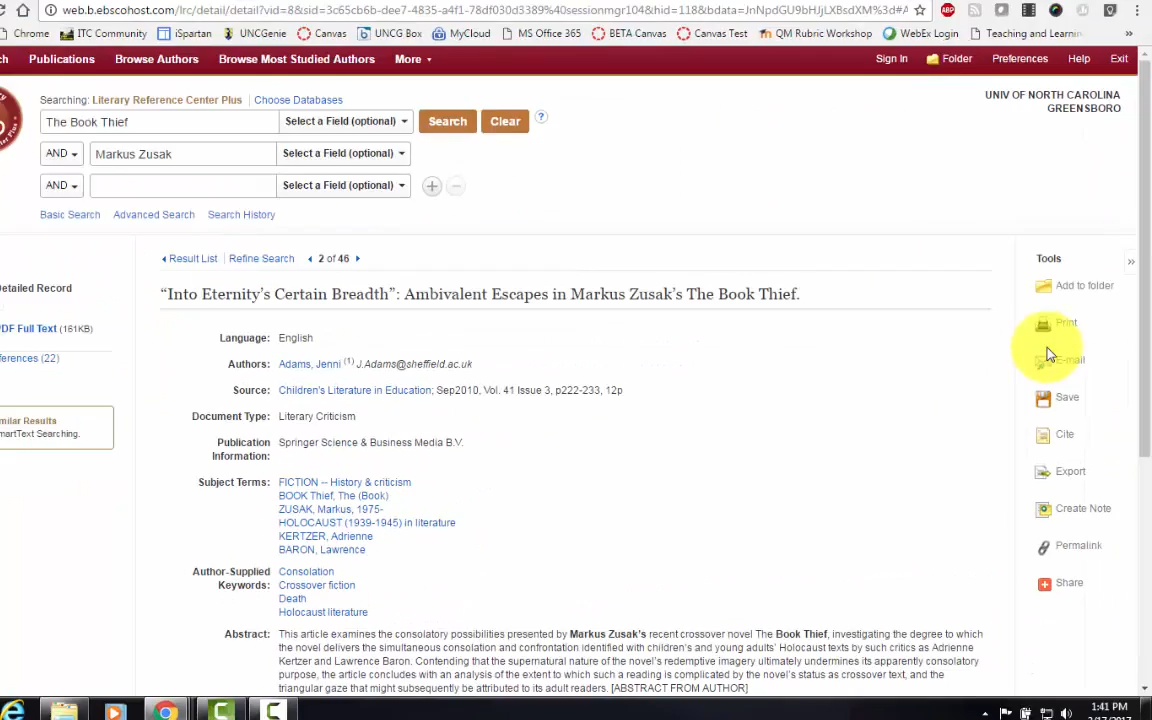 web.b.ebscohost.com/lrc/detail/detail?vid=8&sid=3c65cb6b-dee7-4835-a4f1-78df030d3389%40sessionmgr104&hid=118&bdata=JnNpdGU9bHJjLXBsdXM%3d#A
ABP
Chrome ITC Community iSpartan UNCGenie Canvas UNCG Box MyCloud MS Office 365 BETA Canvas Canvas Test QM Rubric Workshop WebEx Login Teaching and Learnin »
ch Publications Browse Authors Browse Most Studied Authors More Sign In Folder Preferences Help Exit
Searching: Literary Reference Center Plus Choose Databases
UNIV OF NORTH CAROLINA
GREENSBORO
The Book Thief Select a Field (optional) Search Clear ?
AND Markus Zusak Select a Field (optional)
AND Select a Field (optional) + −
Basic Search Advanced Search Search History
Detailed Record
PDF Full Text (161KB)
ferences (22)
milar Results
martText Searching.
Result List Refine Search 2 of 46
“Into Eternity’s Certain Breadth”: Ambivalent Escapes in Markus Zusak’s The Book Thief.
Language: English
Authors: Adams, Jenni (1) J.Adams@sheffield.ac.uk
Source: Children's Literature in Education; Sep2010, Vol. 41 Issue 3, p222-233, 12p
Document Type: Literary Criticism
Publication Information: Springer Science & Business Media B.V.
Subject Terms: FICTION -- History & criticism
BOOK Thief, The (Book)
ZUSAK, Markus, 1975-
HOLOCAUST (1939-1945) in literature
KERTZER, Adrienne
BARON, Lawrence
Author-Supplied Keywords: Consolation
Crossover fiction
Death
Holocaust literature
Abstract: This article examines the consolatory possibilities presented by Markus Zusak's recent crossover novel The Book Thief, investigating the degree to which
the novel delivers the simultaneous consolation and confrontation identified with children's and young adults' Holocaust texts by such critics as Adrienne
Kertzer and Lawrence Baron. Contending that the supernatural nature of the novel's redemptive imagery ultimately undermines its apparently consolatory
purpose, the article concludes with an analysis of the extent to which such a reading is complicated by the novel's status as crossover text, and the
triangular gaze that might subsequently be attributed to its adult readers. [ABSTRACT FROM AUTHOR]
Tools »
Add to folder
Print
E-mail
Save
Cite
Export
Create Note
Permalink
Share
1:41 PM